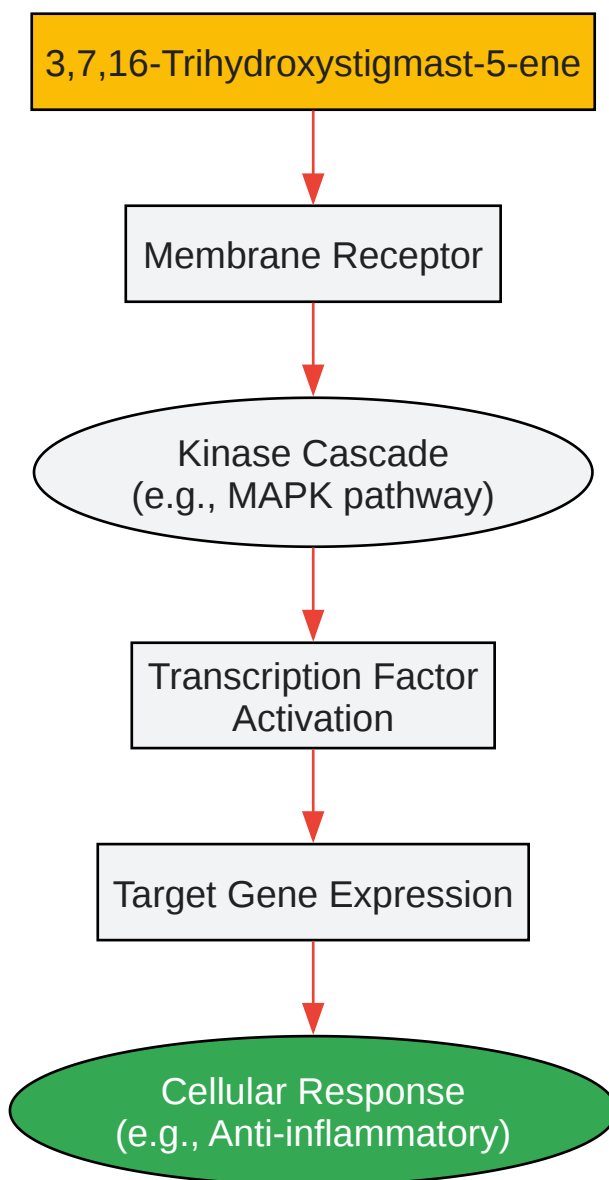 3,7,16-Trihydroxystigmast-5-ene
Membrane Receptor
Kinase Cascade
(e.g., MAPK pathway)
Transcription Factor
Activation
Target Gene Expression
Cellular Response
(e.g., Anti-inflammatory)